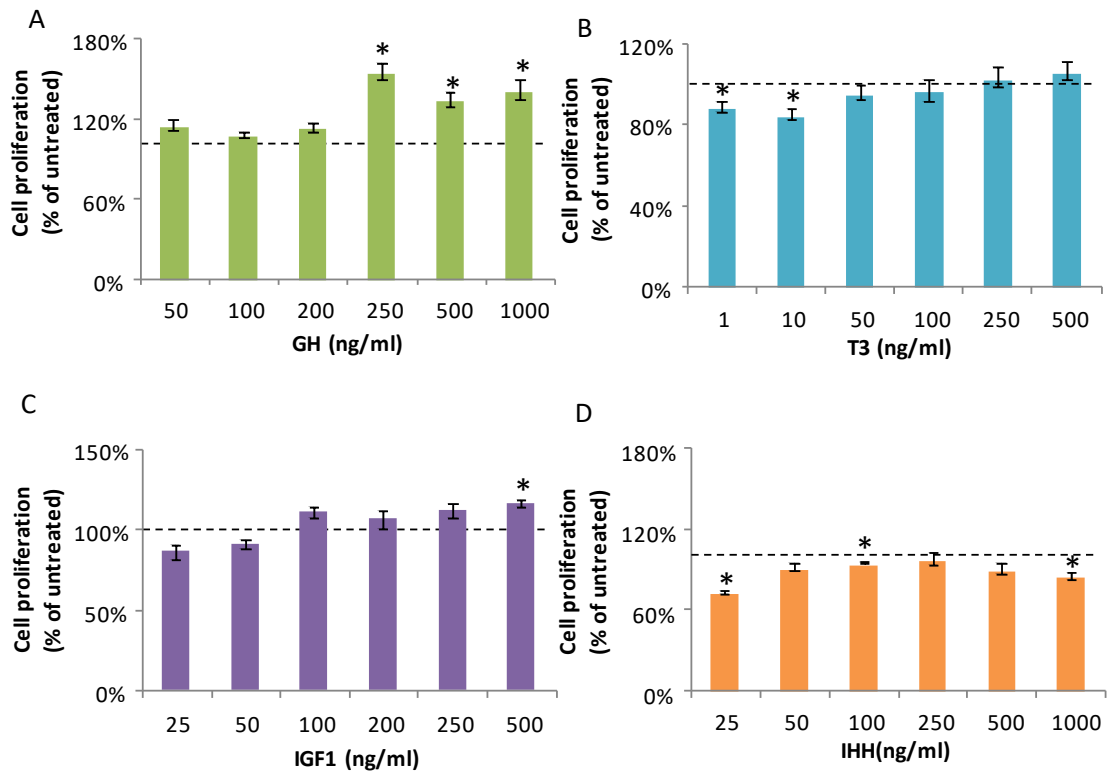 A
Cell proliferation
(% of untreated)
180%
120%
60%
0%
* * *
50 100 200 250 500 1000
GH (ng/ml)
B
Cell proliferation
(% of untreated)
120%
80%
40%
0%
* *
1 10 50 100 250 500
T3 (ng/ml)
C
Cell proliferation
(% of untreated)
150%
100%
50%
0%
*
25 50 100 200 250 500
IGF1 (ng/ml)
D
Cell proliferation
(% of untreated)
180%
120%
60%
0%
* * *
25 50 100 250 500 1000
IHH(ng/ml)